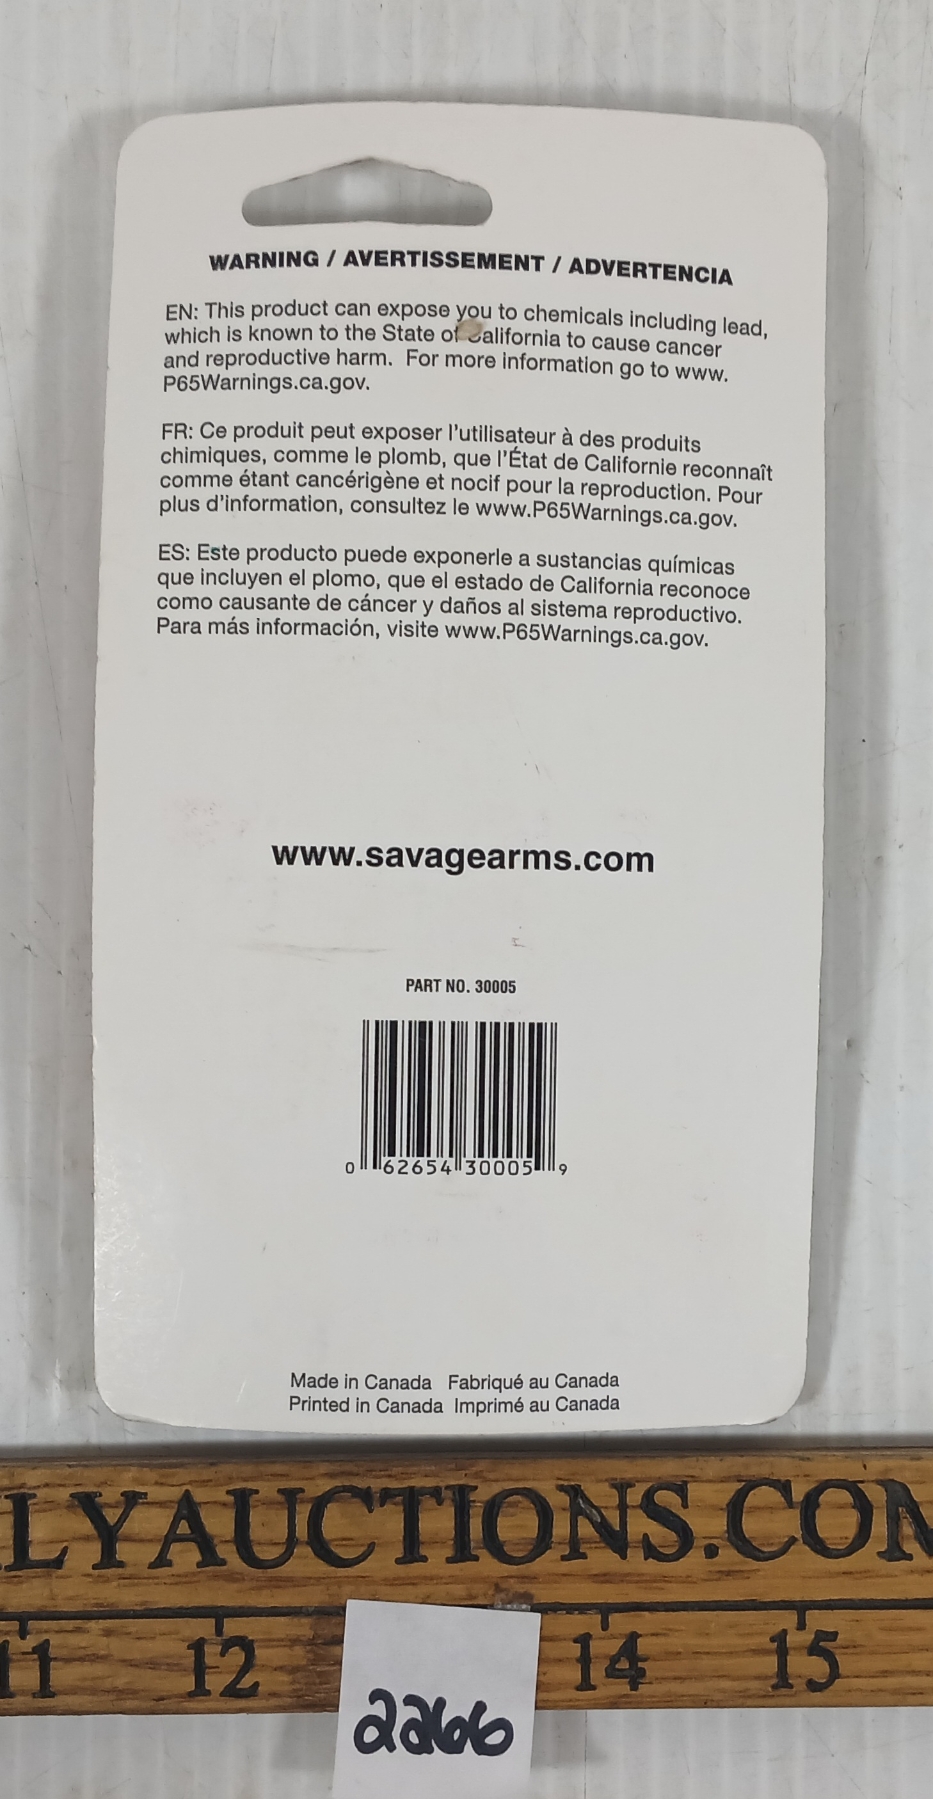 WARNING / AVERTISSEMENT / ADVERTENCIA
EN: This product can expose you to chemicals including lead,
which is known to the State of California to cause cancer
and reproductive harm. For more information go to www.
P65Warnings.ca.gov.
FR: Ce produit peut exposer l'utilisateur à des produits
chimiques, comme le plomb, que l'État de Californie reconnaît
comme étant cancérigène et nocif pour la reproduction. Pour
plus d'information, consultez le www.P65Warnings.ca.gov.
ES: Este producto puede exponerle a sustancias químicas
que incluyen el plomo, que el estado de California reconoce
como causante de cáncer y daños al sistema reproductivo.
Para más información, visite www.P65Warnings.ca.gov.
www.savagearms.com
PART NO. 30005
0 62654 30005 9
Made in Canada Fabriqué au Canada
Printed in Canada Imprimé au Canada
LYAUCTIONS.COM
11 12 14 15
2266